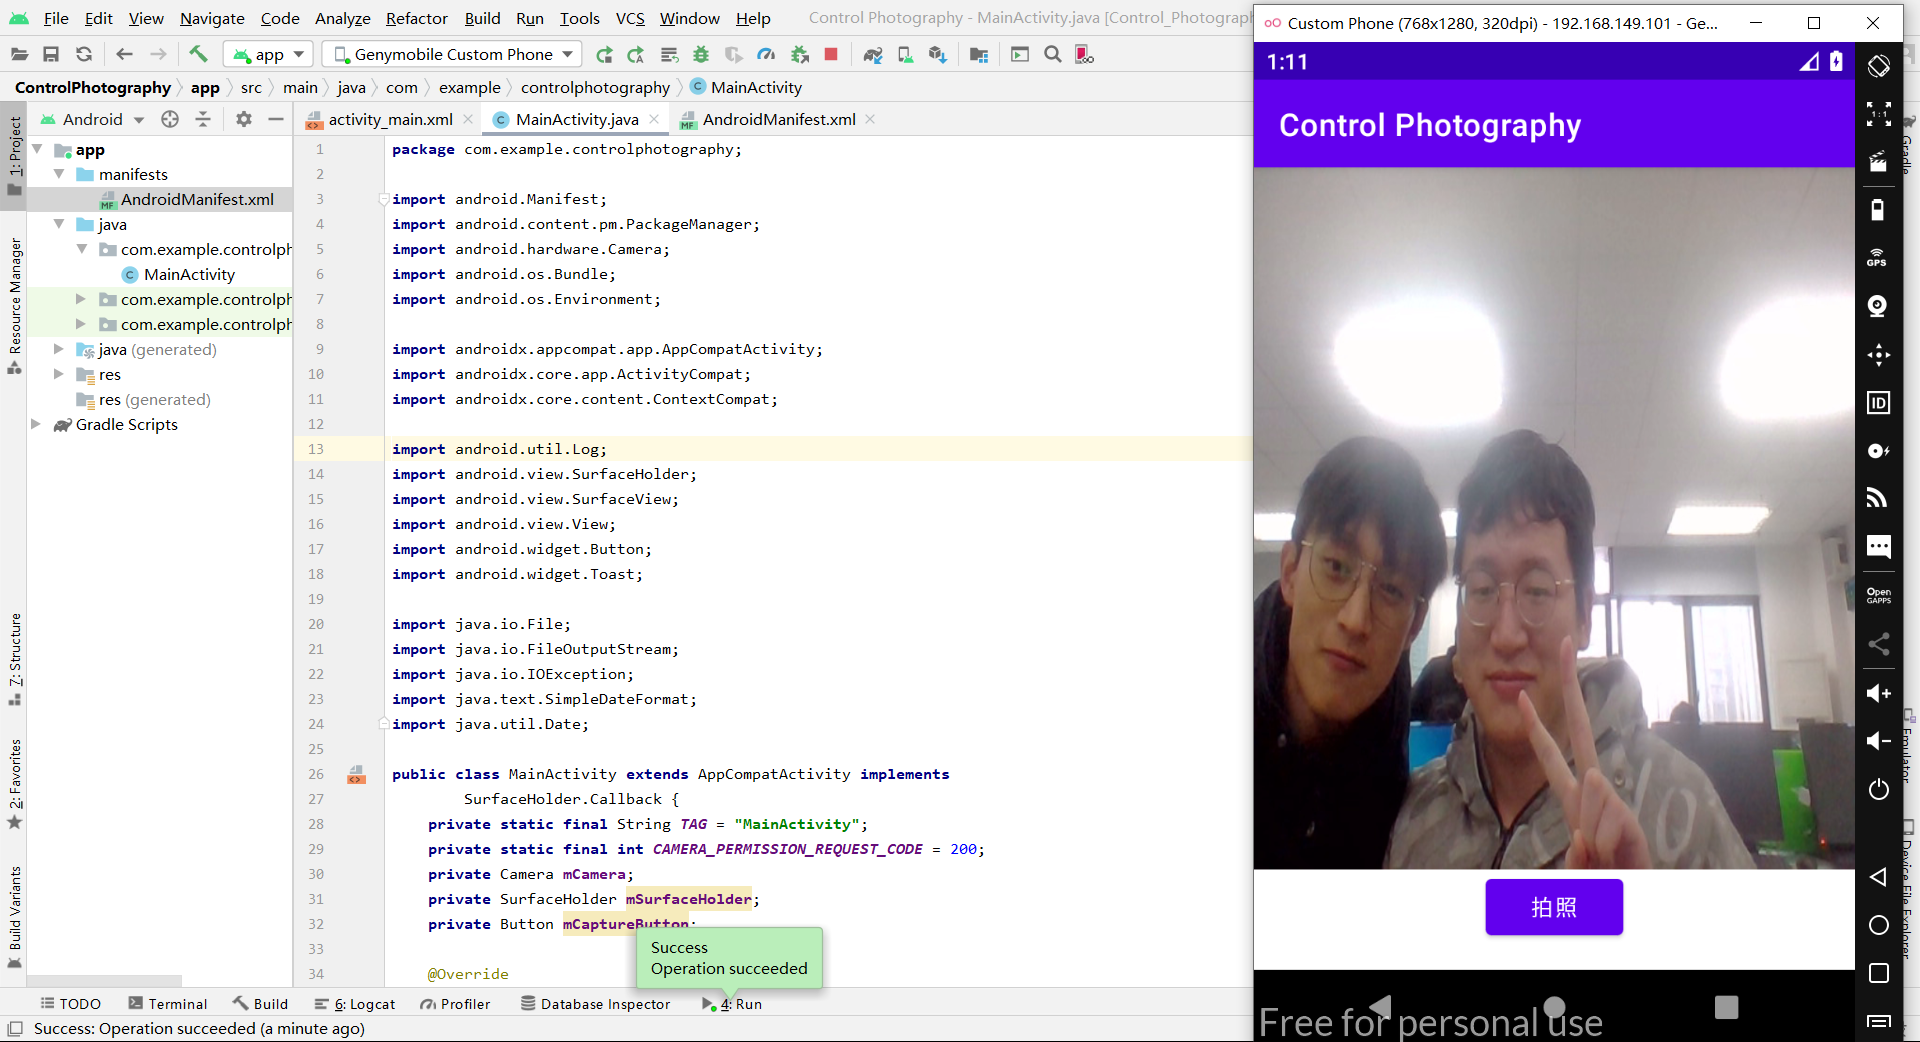 File Edit View Navigate Code Analyze Refactor Build Run Tools VCS Window Help Control Photography - MainActivity.java [Control_Photograph
app Genymobile Custom Phone
ControlPhotography app src main java com example controlphotography MainActivity
Android
activity_main.xml MainActivity.java AndroidManifest.xml
1: Project
Resource Manager
7: Structure
2: Favorites
Build Variants
app
manifests
AndroidManifest.xml
java
com.example.controlph
MainActivity
com.example.controlph
com.example.controlph
java (generated)
res
res (generated)
Gradle Scripts
1 package com.example.controlphotography;
2
3 import android.Manifest;
4 import android.content.pm.PackageManager;
5 import android.hardware.Camera;
6 import android.os.Bundle;
7 import android.os.Environment;
8
9 import androidx.appcompat.app.AppCompatActivity;
10 import androidx.core.app.ActivityCompat;
11 import androidx.core.content.ContextCompat;
12
13 import android.util.Log;
14 import android.view.SurfaceHolder;
15 import android.view.SurfaceView;
16 import android.view.View;
17 import android.widget.Button;
18 import android.widget.Toast;
19
20 import java.io.File;
21 import java.io.FileOutputStream;
22 import java.io.IOException;
23 import java.text.SimpleDateFormat;
24 import java.util.Date;
25
26 public class MainActivity extends AppCompatActivity implements
27 SurfaceHolder.Callback {
28 private static final String TAG = "MainActivity";
29 private static final int CAMERA_PERMISSION_REQUEST_CODE = 200;
30 private Camera mCamera;
31 private SurfaceHolder mSurfaceHolder;
32 private Button mCaptureButton;
33
34 @Override
Success
Operation succeeded
TODO Terminal Build 6: Logcat Profiler Database Inspector 4: Run
Success: Operation succeeded (a minute ago)
Custom Phone (768x1280, 320dpi) - 192.168.149.101 - Ge...
1:11
Control Photography
拍照
Free for personal use
1:1
GPS
ID
Open
GAPPS
Gradle
Emulator
Device File Explorer